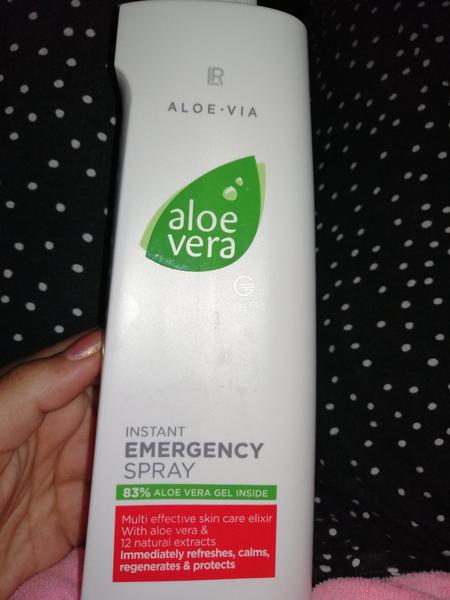 LR
ALOE·VIA
aloe
vera
INSTANT
EMERGENCY
SPRAY
83% ALOE VERA GEL INSIDE
Multi effective skin care elixir
With aloe vera &
12 natural extracts
Immediately refreshes, calms,
regenerates & protects